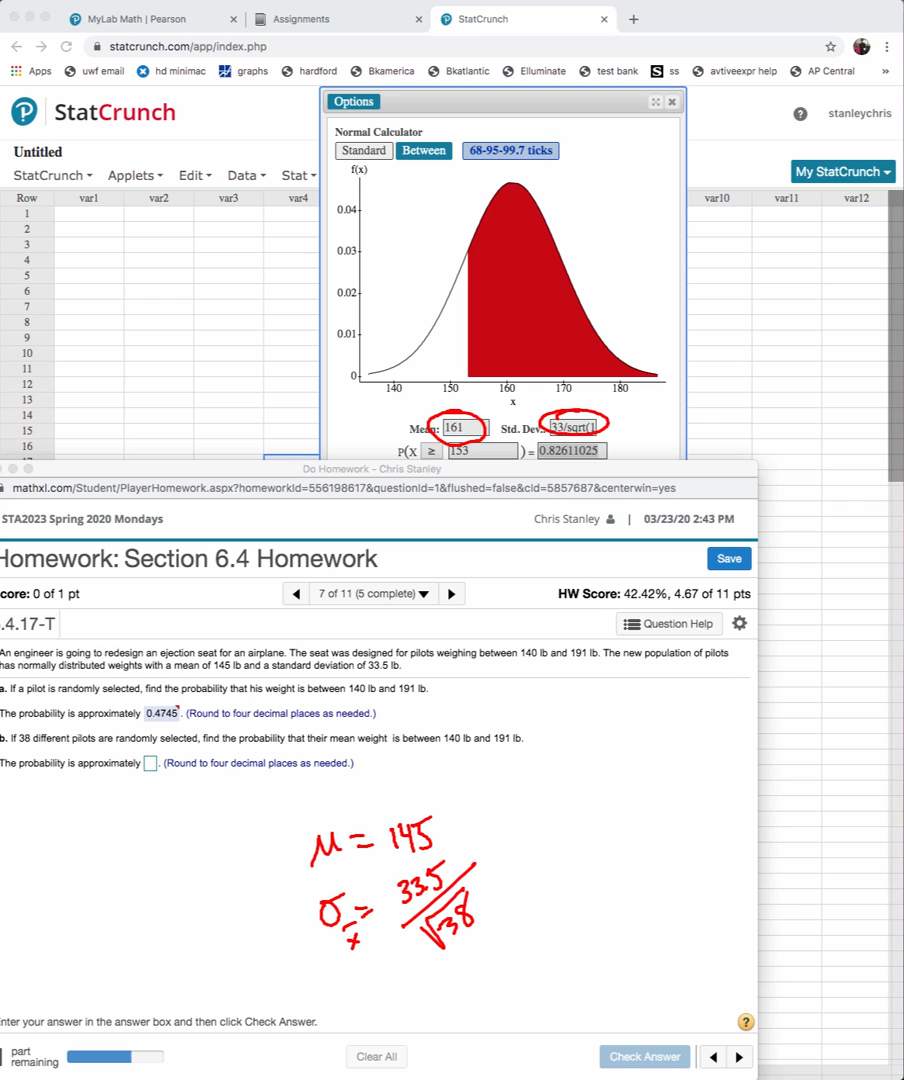 MyLab Math | Pearson
Assignments
StatCrunch
statcrunch.com/app/index.php
Apps
uwf email
hd minimac
graphs
hardford
Bkamerica
Bkatlantic
Elluminate
test bank
ss
avtiveexpr help
AP Central
StatCrunch
stanleychris
Untitled
StatCrunch Applets Edit Data Stat
My StatCrunch
Options
Normal Calculator
Standard Between 68-95-99.7 ticks
f(x)
0.04
0.03
0.02
0.01
0
140 150 160 170 180
x
Mean: 161 Std. Dev.: 33/sqrt(1
P(X ≥ 153 ) = 0.82611025
Row var1 var2 var3 var4 var10 var11 var12
1
2
3
4
5
6
7
8
9
10
11
12
13
14
15
16
Do Homework - Chris Stanley
mathxl.com/Student/PlayerHomework.aspx?homeworkId=556198617&questionId=1&flushed=false&cId=5857687&centerwin=yes
STA2023 Spring 2020 Mondays
Chris Stanley | 03/23/20 2:43 PM
Homework: Section 6.4 Homework
Save
core: 0 of 1 pt
7 of 11 (5 complete)
HW Score: 42.42%, 4.67 of 11 pts
.4.17-T
Question Help
An engineer is going to redesign an ejection seat for an airplane. The seat was designed for pilots weighing between 140 lb and 191 lb. The new population of pilots
has normally distributed weights with a mean of 145 lb and a standard deviation of 33.5 lb.
a. If a pilot is randomly selected, find the probability that his weight is between 140 lb and 191 lb.
The probability is approximately 0.4745. (Round to four decimal places as needed.)
b. If 38 different pilots are randomly selected, find the probability that their mean weight is between 140 lb and 191 lb.
The probability is approximately . (Round to four decimal places as needed.)
μ = 145
σx̄ = 33.5/√38
Enter your answer in the answer box and then click Check Answer.
?
part
remaining
Clear All
Check Answer